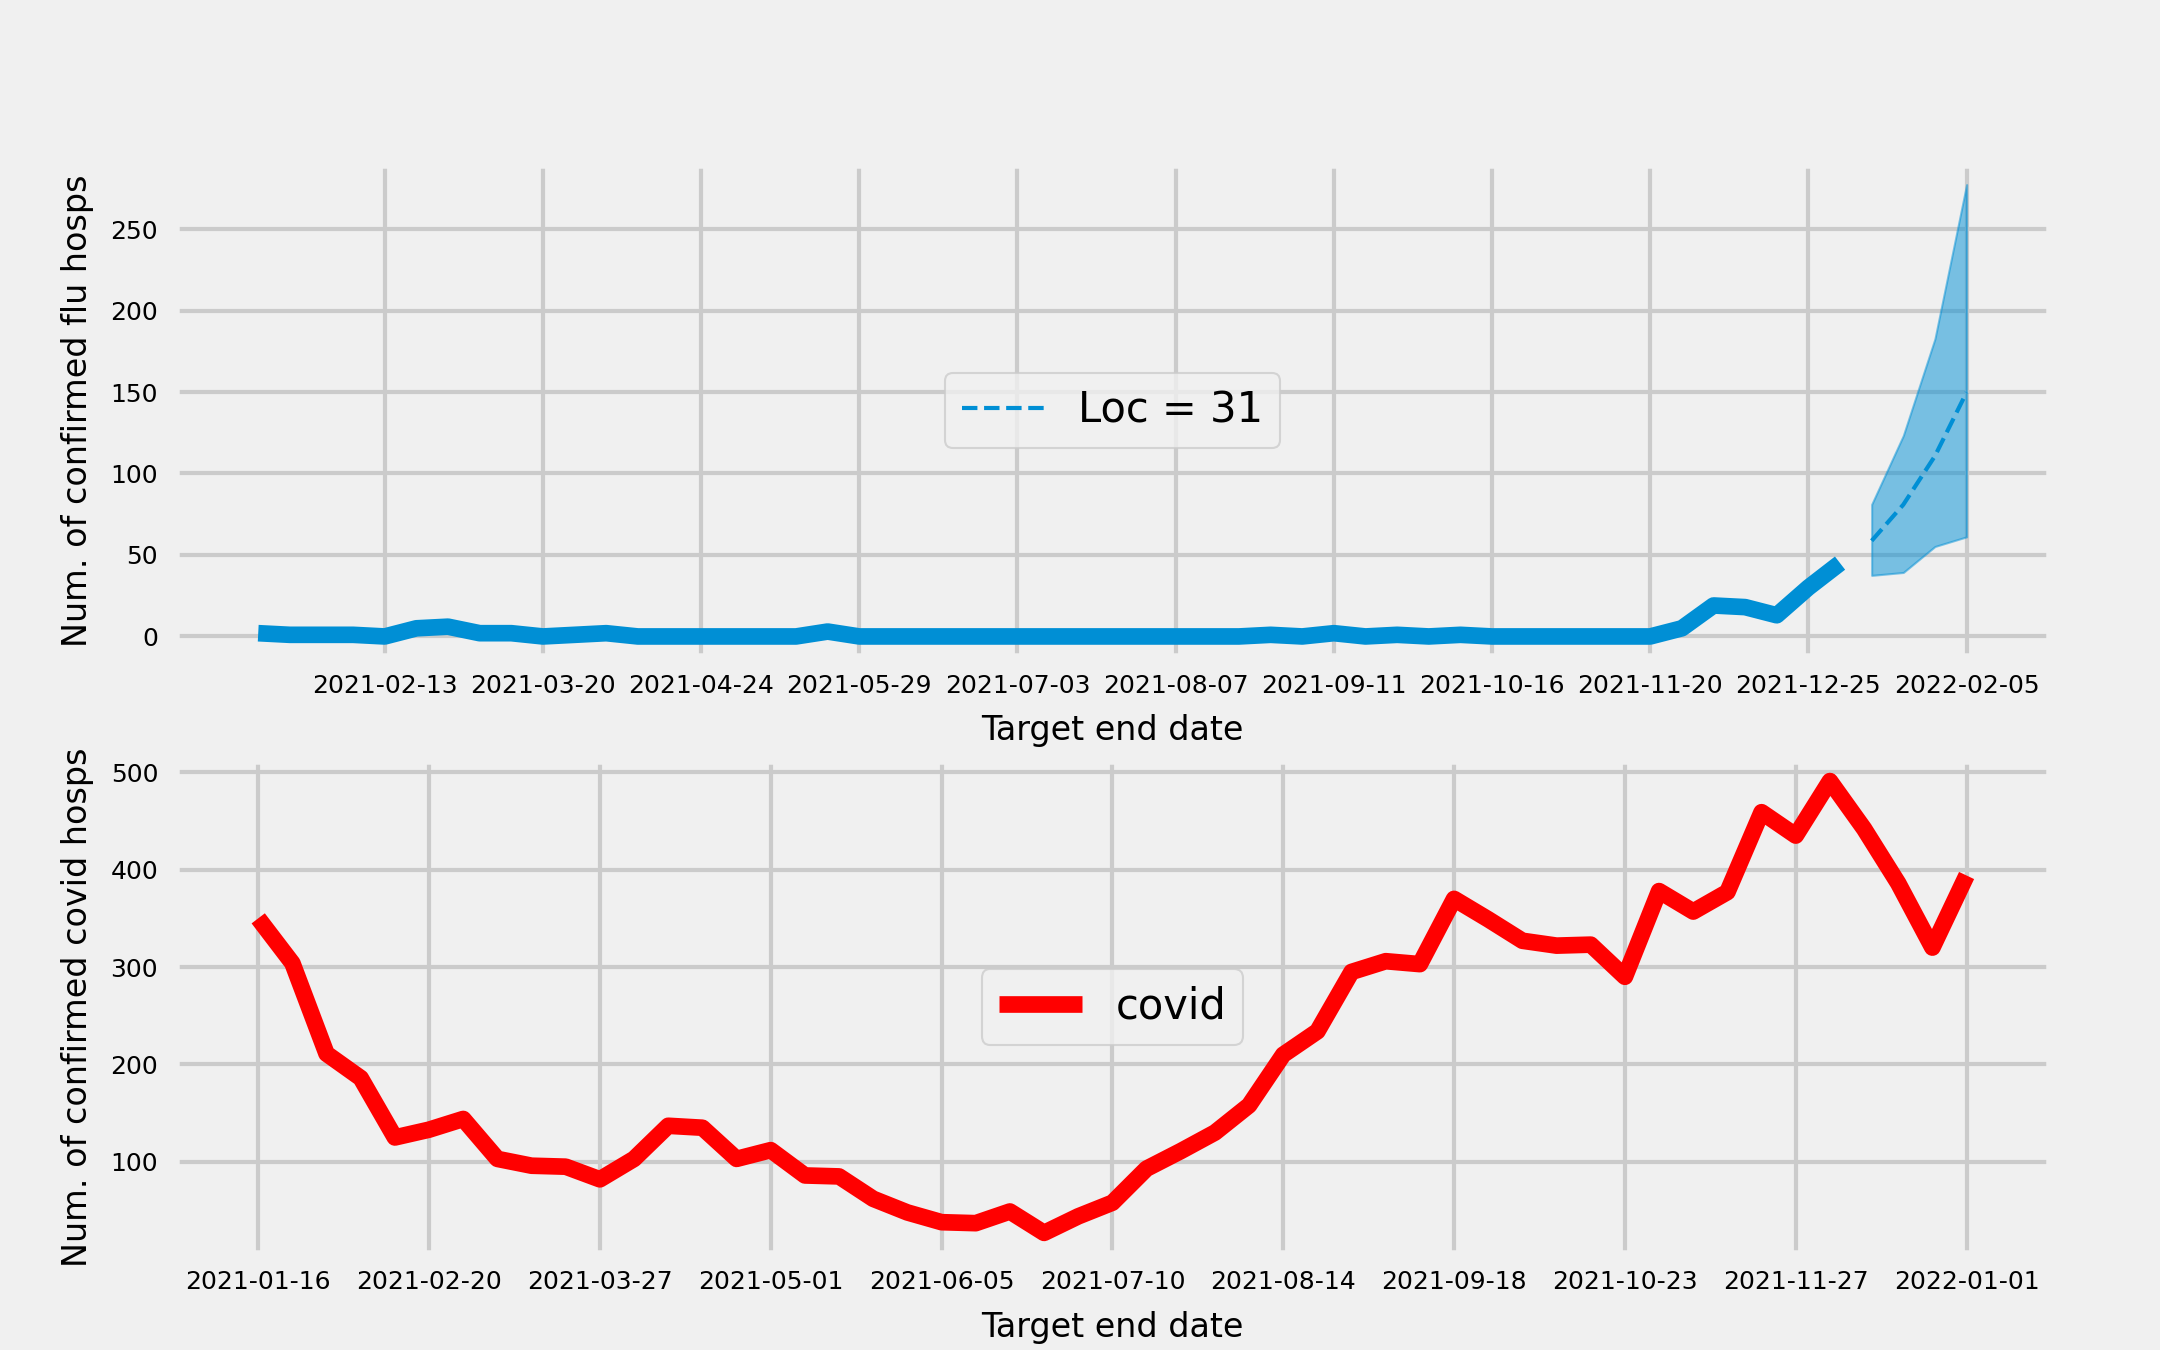 Num. of confirmed flu hosps
250
200
150
100
50
0
Loc = 31
2021-02-13 2021-03-20 2021-04-24 2021-05-29 2021-07-03 2021-08-07 2021-09-11 2021-10-16 2021-11-20 2021-12-25 2022-02-05
Target end date
Num. of confirmed covid hosps
500
400
300
200
100
covid
2021-01-16 2021-02-20 2021-03-27 2021-05-01 2021-06-05 2021-07-10 2021-08-14 2021-09-18 2021-10-23 2021-11-27 2022-01-01
Target end date